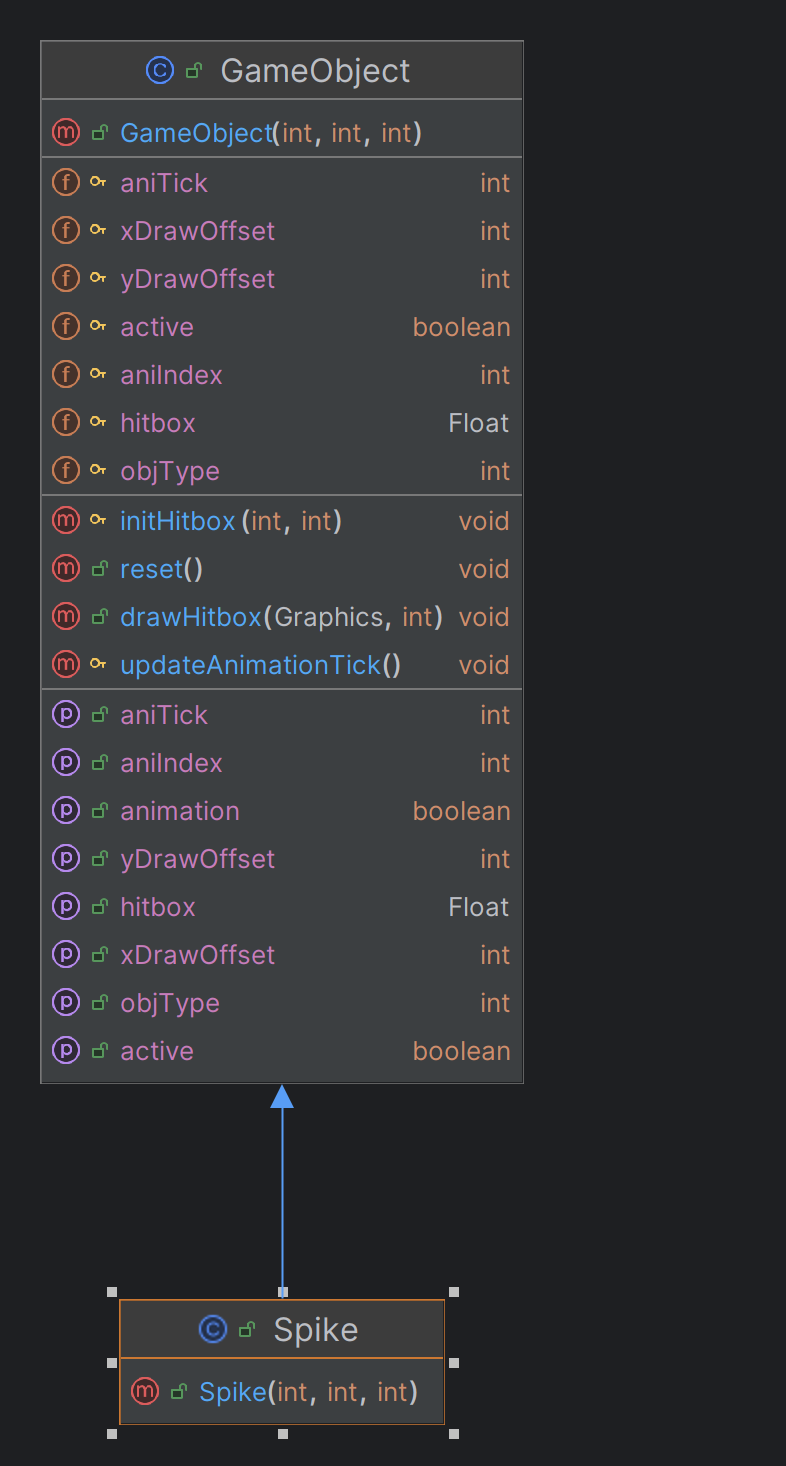 C GameObject
m GameObject(int, int, int)
f aniTick int
f xDrawOffset int
f yDrawOffset int
f active boolean
f aniIndex int
f hitbox Float
f objType int
m initHitbox(int, int) void
m reset() void
m drawHitbox(Graphics, int) void
m updateAnimationTick() void
p aniTick int
p aniIndex int
p animation boolean
p yDrawOffset int
p hitbox Float
p xDrawOffset int
p objType int
p active boolean
C Spike
m Spike(int, int, int)